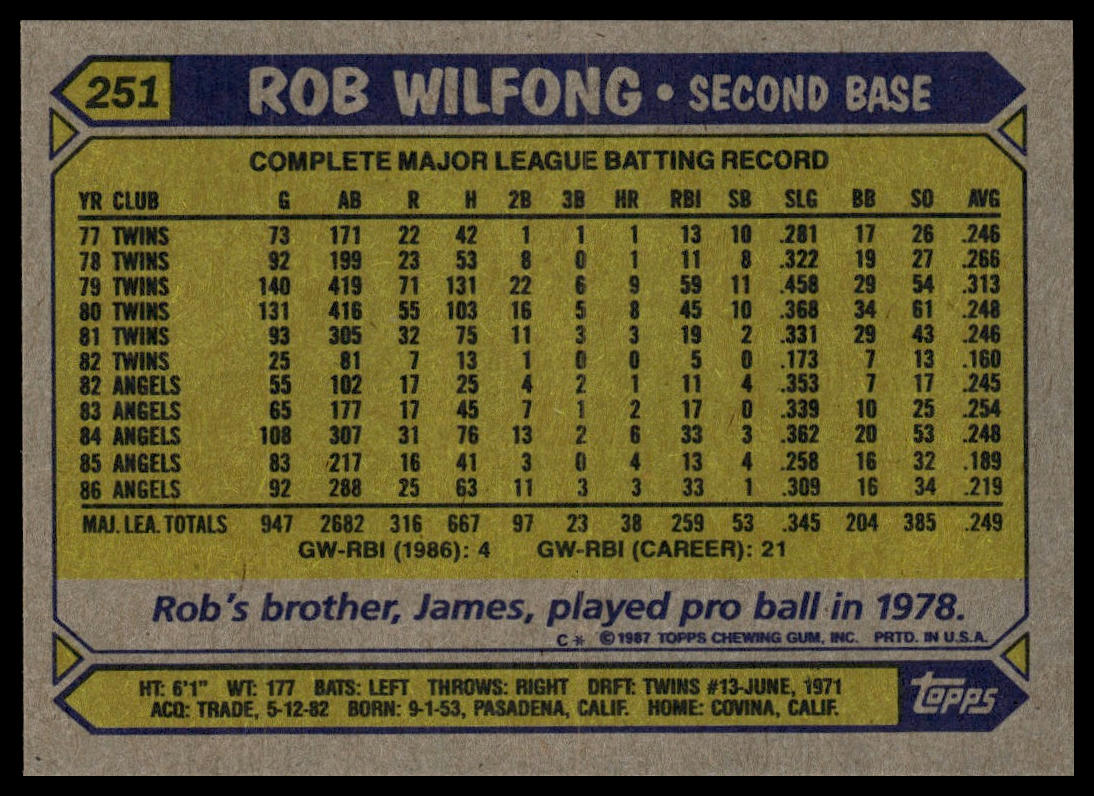 251 ROB WILFONG • SECOND BASE
COMPLETE MAJOR LEAGUE BATTING RECORD
YR CLUB G AB R H 2B 3B HR RBI SB SLG BB SO AVG
77 TWINS 73 171 22 42 1 1 1 13 10 .281 17 26 .246
78 TWINS 92 199 23 53 8 0 1 11 8 .322 19 27 .266
79 TWINS 140 419 71 131 22 6 9 59 11 .458 29 54 .313
80 TWINS 131 416 55 103 16 5 8 45 10 .368 34 61 .248
81 TWINS 93 305 32 75 11 3 3 19 2 .331 29 43 .246
82 TWINS 25 81 7 13 1 0 0 5 0 .173 7 13 .160
82 ANGELS 55 102 17 25 4 2 1 11 4 .353 7 17 .245
83 ANGELS 65 177 17 45 7 1 2 17 0 .339 10 25 .254
84 ANGELS 108 307 31 76 13 2 6 33 3 .362 20 53 .248
85 ANGELS 83 217 16 41 3 0 4 13 4 .258 16 32 .189
86 ANGELS 92 288 25 63 11 3 3 33 1 .309 16 34 .219
MAJ. LEA. TOTALS 947 2682 316 667 97 23 38 259 53 .345 204 385 .249
GW-RBI (1986): 4 GW-RBI (CAREER): 21
Rob's brother, James, played pro ball in 1978.
C* ©1987 TOPPS CHEWING GUM, INC. PRTD. IN U.S.A.
HT: 6'1" WT: 177 BATS: LEFT THROWS: RIGHT DRFT: TWINS #13-JUNE, 1971
ACQ: TRADE, 5-12-82 BORN: 9-1-53, PASADENA, CALIF. HOME: COVINA, CALIF.
topps